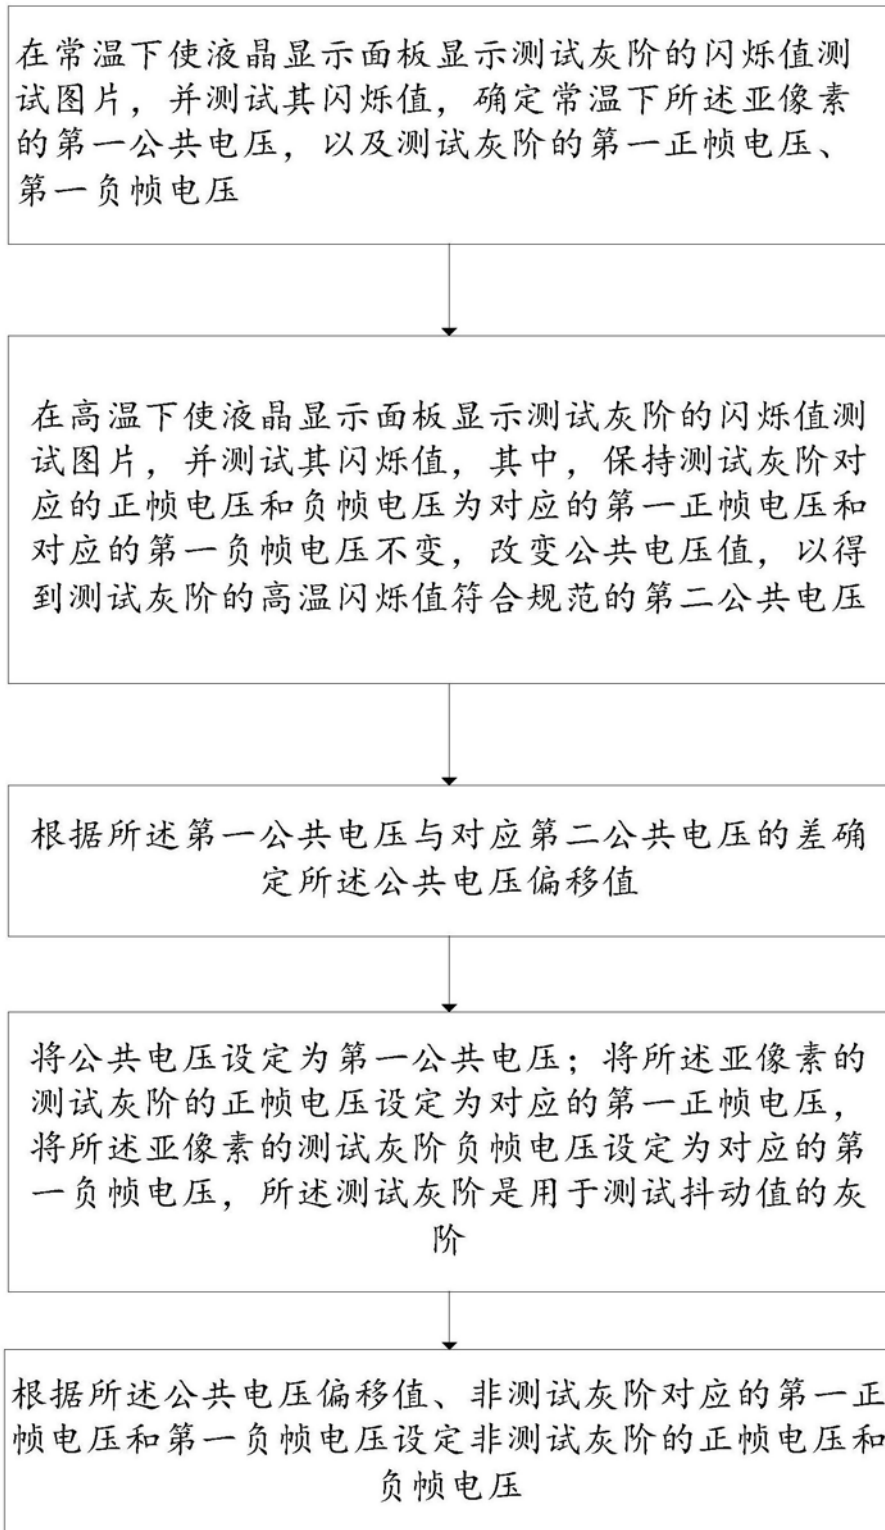 在常温下使液晶显示面板显示测试灰阶的闪烁值测
试图片，并测试其闪烁值，确定常温下所述亚像素
的第一公共电压，以及测试灰阶的第一正帧电压、
第一负帧电压
在高温下使液晶显示面板显示测试灰阶的闪烁值测
试图片，并测试其闪烁值，其中，保持测试灰阶对
应的正帧电压和负帧电压为对应的第一正帧电压和
对应的第一负帧电压不变，改变公共电压值，以得
到测试灰阶的高温闪烁值符合规范的第二公共电压
根据所述第一公共电压与对应第二公共电压的差确
定所述公共电压偏移值
将公共电压设定为第一公共电压；将所述亚像素的
测试灰阶的正帧电压设定为对应的第一正帧电压，
将所述亚像素的测试灰阶负帧电压设定为对应的第
一负帧电压，所述测试灰阶是用于测试抖动值的灰
阶
根据所述公共电压偏移值、非测试灰阶对应的第一正
帧电压和第一负帧电压设定非测试灰阶的正帧电压和
负帧电压